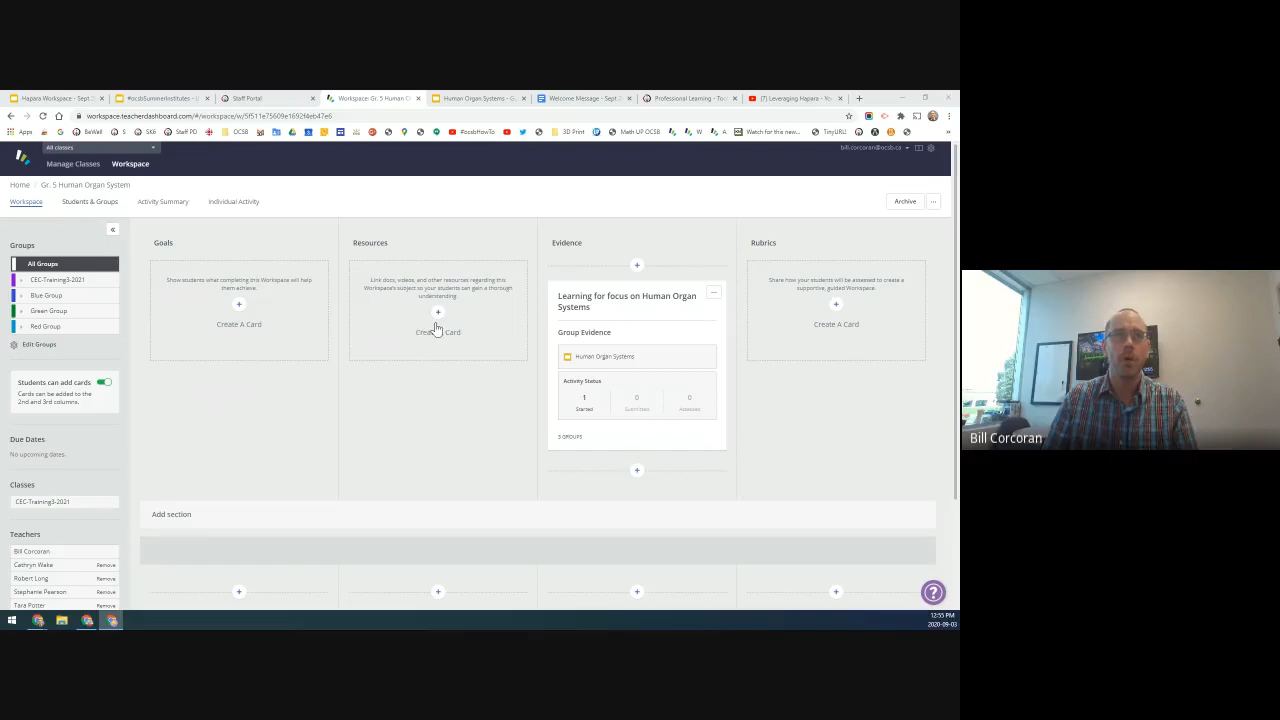 Hapara Workspace - Sept 2
#ocsbSummerInstitutes - U
Staff Portal
Workspace: Gr. 5 Human O
Human Organ Systems - G
Welcome Message - Sept 2
Professional Learning - To
(7) Leveraging Hapara - Yo
workspace.teacherdashboard.com/#/workspace/w/5f511e75609e1692f4eb47e6
Apps
BeWell
S
SK6
Staff PD
OCSB
#ocsbHowTo
3D Print
Math UP OCSB
W
A
Watch for this new...
TinyURL!
All classes
bill.corcoran@ocsb.ca
Manage Classes
Workspace
Home / Gr. 5 Human Organ System
Workspace
Students & Groups
Activity Summary
Individual Activity
Archive
Groups
All Groups
CEC-Training3-2021
Blue Group
Green Group
Red Group
Edit Groups
Students can add cards
Cards can be added to the
2nd and 3rd columns.
Due Dates
No upcoming dates.
Classes
CEC-Training3-2021
Teachers
Bill Corcoran
Cathryn Wake Remove
Robert Long Remove
Stephanie Pearson Remove
Tara Potter Remove
Goals
Show students what completing this Workspace will help
them achieve.
Create A Card
Resources
Link docs, videos, and other resources regarding this
Workspace's subject so your students can gain a thorough
understanding.
Create A Card
Evidence
Learning for focus on Human Organ
Systems
Group Evidence
Human Organ Systems
Activity Status
1 0 0
Started Submitted Assessed
3 GROUPS
Rubrics
Share how your students will be assessed to create a
supportive, guided Workspace.
Create A Card
Add section
12:55 PM
2020-09-03
Bill Corcoran